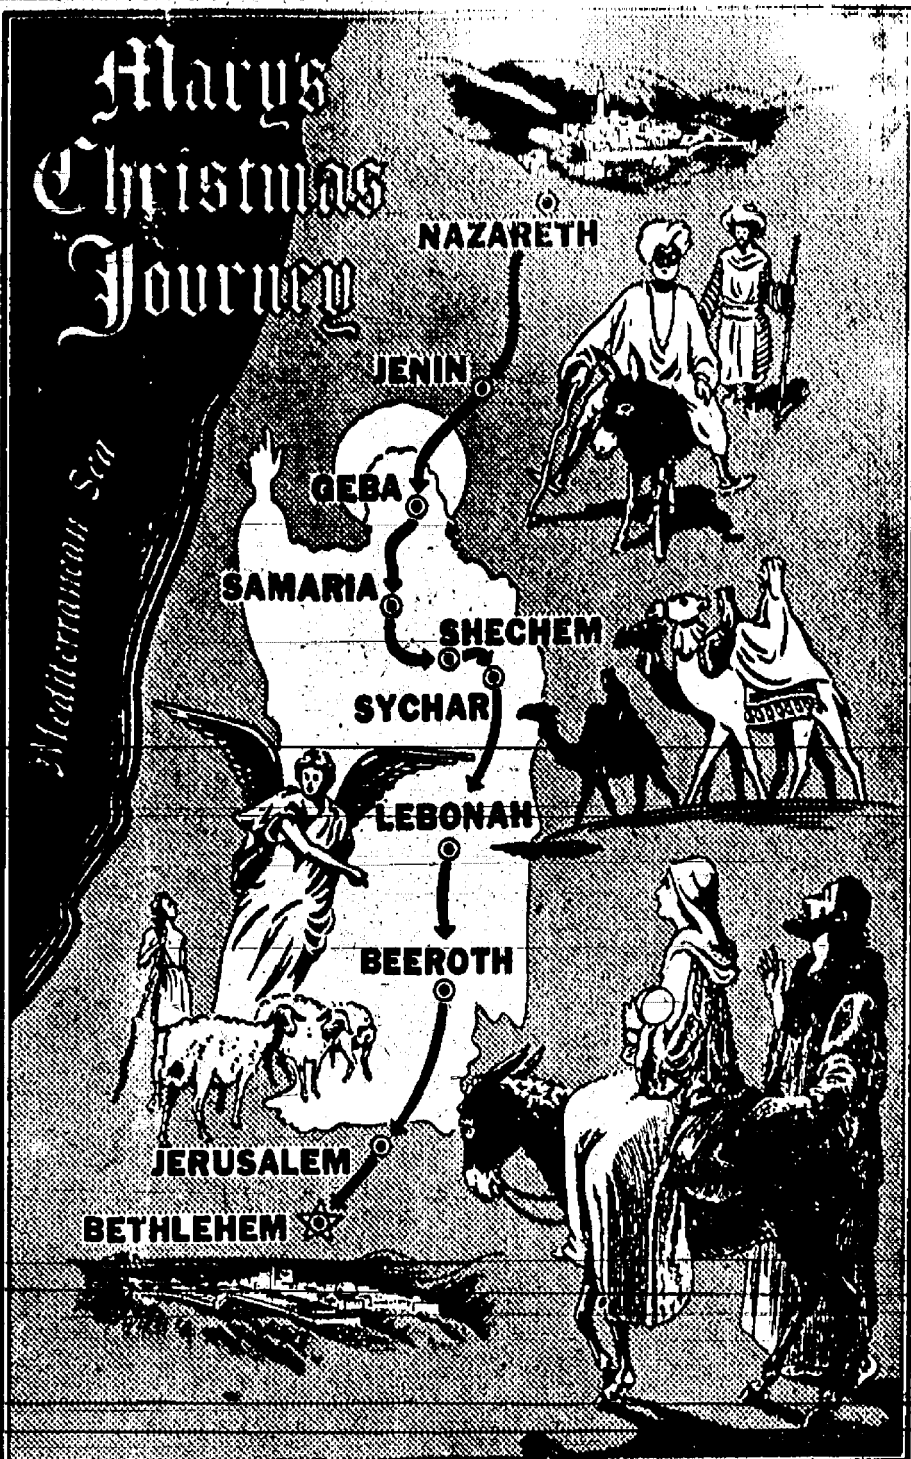 Mary's
Christmas
Journey
NAZARETH
JENIN
GEBA
Mediterranean Sea
SAMARIA
SHECHEM
SYCHAR
LEBONAH
BEEROTH
JERUSALEM
BETHLEHEM